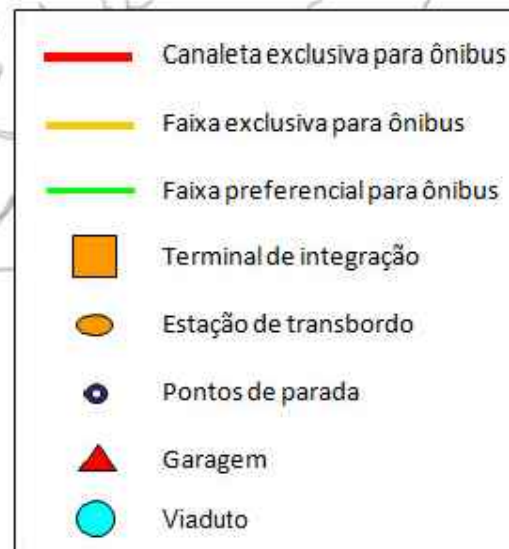 Canaleta exclusiva para ônibus
Faixa exclusiva para ônibus
Faixa preferencial para ônibus
Terminal de integração
Estação de transbordo
Pontos de parada
Garagem
Viaduto